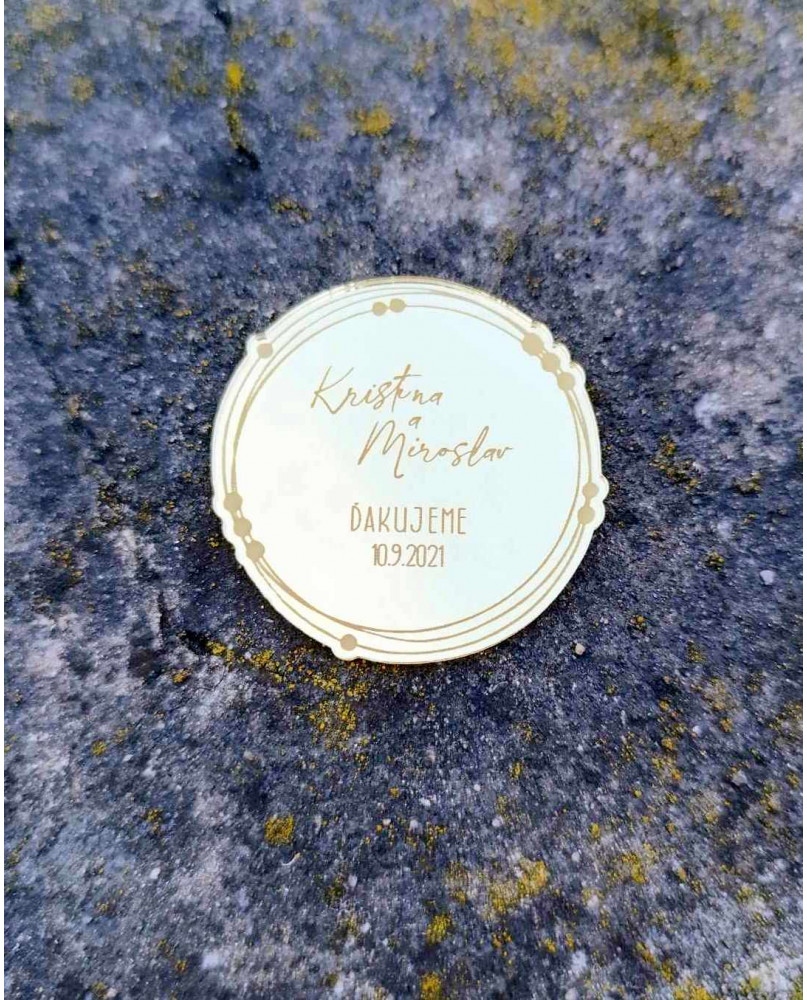 Kristína
a
Miroslav
ĎAKUJEME
10.9.2021